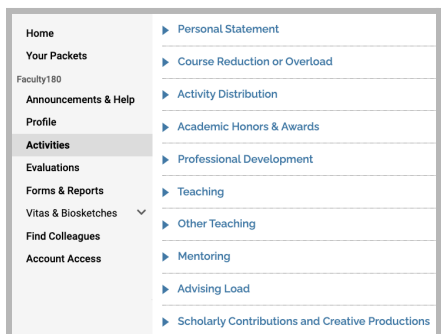 Home
Your Packets
Faculty180
Announcements & Help
Profile
Activities
Evaluations
Forms & Reports
Vitas & Biosketches
Find Colleagues
Account Access
Personal Statement
Course Reduction or Overload
Activity Distribution
Academic Honors & Awards
Professional Development
Teaching
Other Teaching
Mentoring
Advising Load
Scholarly Contributions and Creative Productions